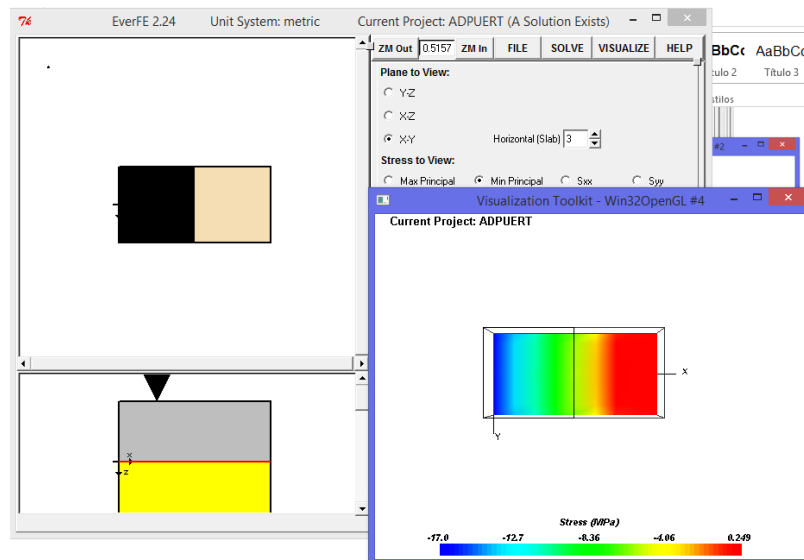 EverFE 2.24 Unit System: metric Current Project: ADPUERT (A Solution Exists)
ZM Out 0.5157 ZM In FILE SOLVE VISUALIZE HELP
Plane to View:
Y-Z
X-Z
X-Y Horizontal (Slab) 3
Stress to View:
Max Principal Min Principal Sxx Syy
BbCc AaBbCc
tulo 2 Título 3
stilos
#2
Visualization Toolkit - Win32OpenGL #4
Current Project: ADPUERT
X
Y
Stress (MPa)
-17.0 -12.7 -8.36 -4.06 0.249
x
z